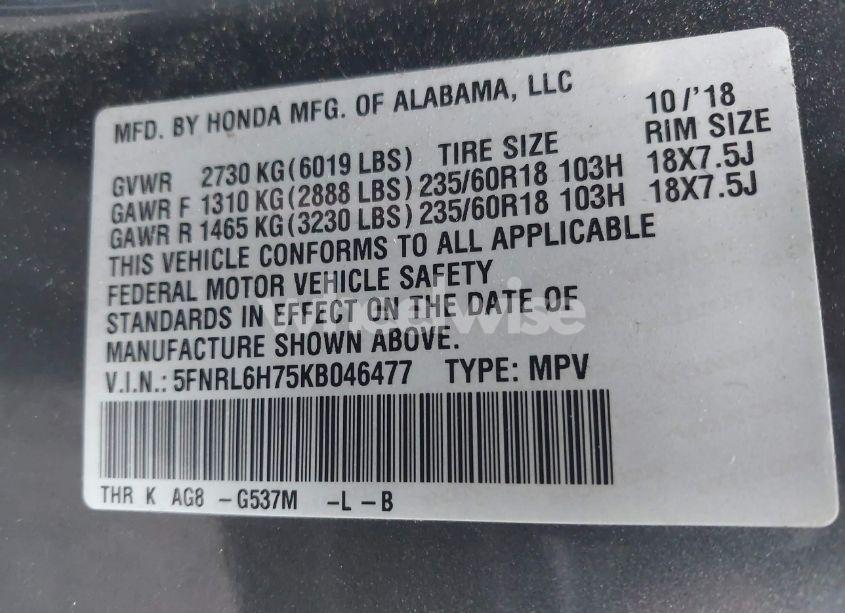 MFD. BY HONDA MFG. OF ALABAMA, LLC 10/'18
GVWR 2730 KG(6019 LBS) TIRE SIZE RIM SIZE
GAWR F 1310 KG(2888 LBS) 235/60R18 103H 18X7.5J
GAWR R 1465 KG(3230 LBS) 235/60R18 103H 18X7.5J
THIS VEHICLE CONFORMS TO ALL APPLICABLE
FEDERAL MOTOR VEHICLE SAFETY
STANDARDS IN EFFECT ON THE DATE OF
MANUFACTURE SHOWN ABOVE.
V.I.N.: 5FNRL6H75KB046477 TYPE: MPV
THR K AG8 -G537M -L -B
wheelwise